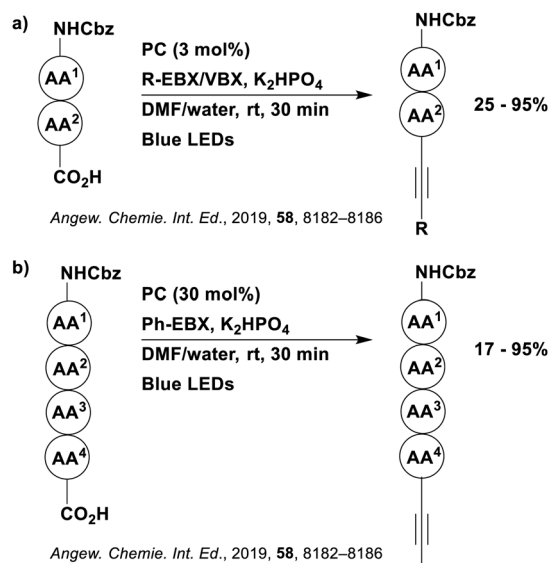 a)
NHCbz
AA1
AA2
CO2H
PC (3 mol%)
R-EBX/VBX, K2HPO4
DMF/water, rt, 30 min
Blue LEDs
NHCbz
AA1
AA2
R
25 - 95%
Angew. Chemie. Int. Ed., 2019, 58, 8182–8186
b)
NHCbz
AA1
AA2
AA3
AA4
CO2H
PC (30 mol%)
Ph-EBX, K2HPO4
DMF/water, rt, 30 min
Blue LEDs
NHCbz
AA1
AA2
AA3
AA4
17 - 95%
Angew. Chemie. Int. Ed., 2019, 58, 8182–8186